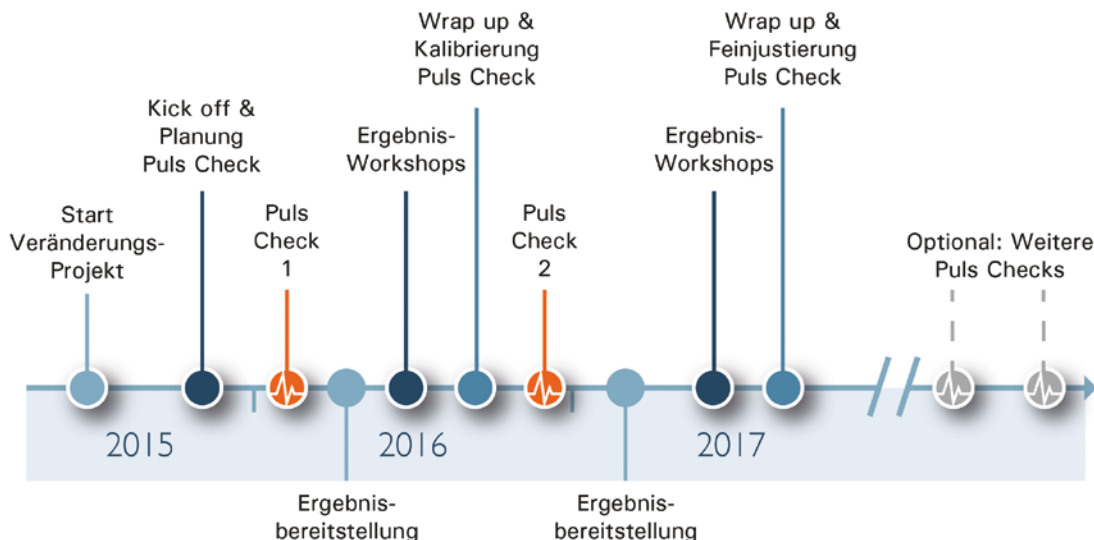 Start
Veränderungs-
Projekt
Kick off &
Planung
Puls Check
Puls
Check
1
Ergebnis-
Workshops
Wrap up &
Kalibrierung
Puls Check
Puls
Check
2
Ergebnis-
Workshops
Wrap up &
Feinjustierung
Puls Check
Optional: Weitere
Puls Checks
2015
2016
2017
Ergebnis-
bereitstellung
Ergebnis-
bereitstellung